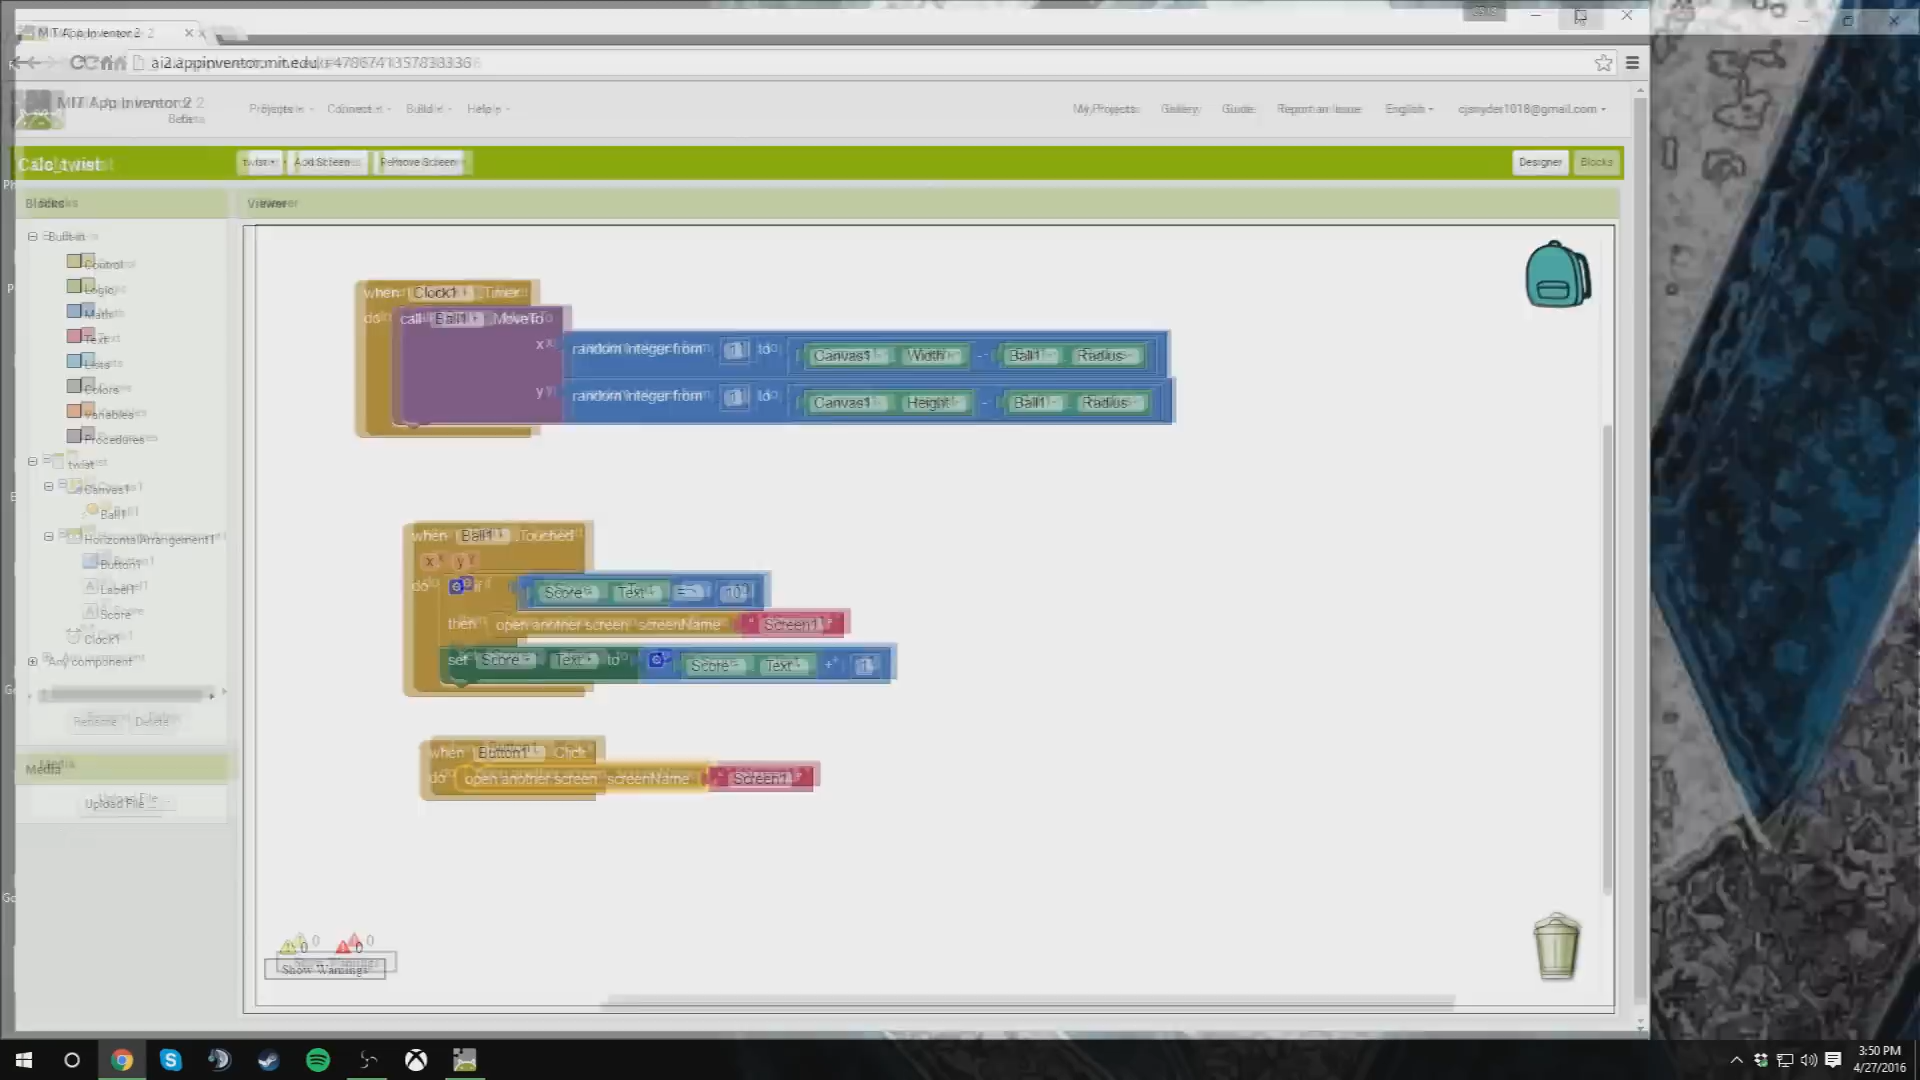 MIT App Inventor 2
MIT App Inventor 2
Beta
Projects
Connect
Build
Help
My Projects
Gallery
Guide
Report an Issue
English
cjsnyder1018@gmail.com
Calc_twist
twist
Add Screen
Remove Screen
Designer
Blocks
Blocks
Viewer
Built-in
Control
Logic
Math
Text
Lists
Colors
Variables
Procedures
twist
Canvas1
Ball1
HorizontalArrangement1
Button1
Label1
Score
Clock1
Any component
Rename
Delete
Media
Upload File
when Clock1 .Timer
do call Ball1 .MoveTo
x random integer from 1 to Canvas1 Width - Ball1 Radius
y random integer from 1 to Canvas1 Height - Ball1 Radius
when Ball1 .Touched
x y
do if Score Text = 10
then open another screen screenName " Screen1 "
set Score Text to Score Text + 1
when Button1 .Click
do open another screen screenName " Screen1 "
0 0
Show Warnings
3:50 PM
4/27/2016